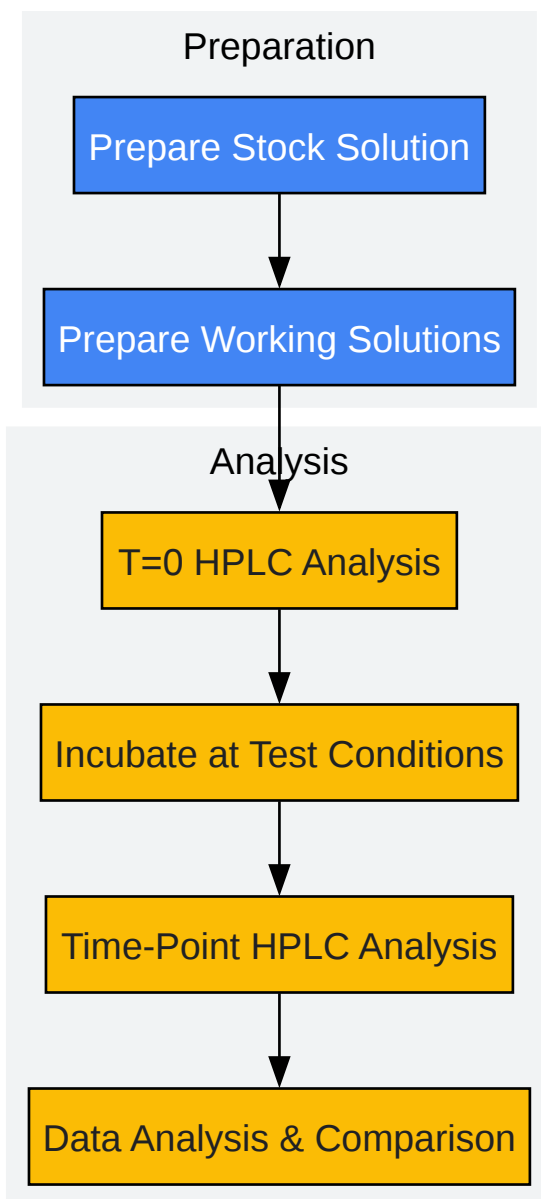 Preparation
Prepare Stock Solution
Prepare Working Solutions
Analysis
T=0 HPLC Analysis
Incubate at Test Conditions
Time-Point HPLC Analysis
Data Analysis & Comparison